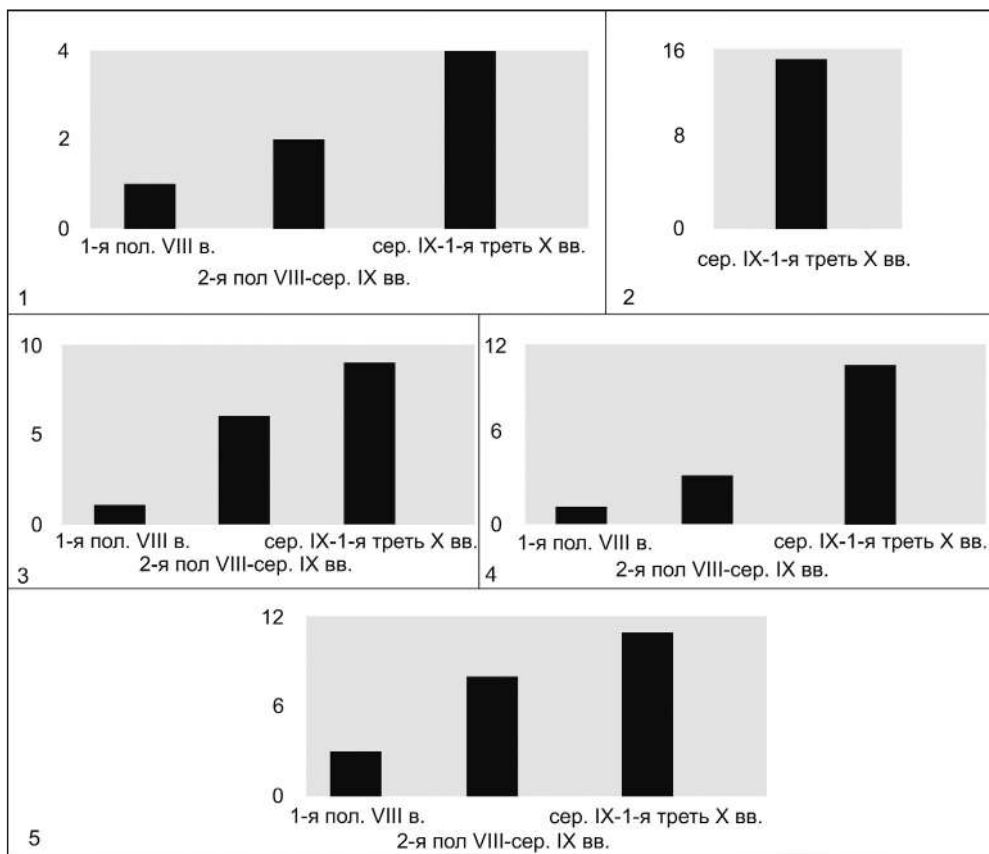 4
2
0
1-я пол. VIII в.
сер. IX-1-я треть X вв.
2-я пол VIII-сер. IX вв.
1
16
8
0
сер. IX-1-я треть X вв.
2
10
5
0
1-я пол. VIII в.
сер. IX-1-я треть X вв.
2-я пол VIII-сер. IX вв.
3
12
6
0
1-я пол. VIII в.
сер. IX-1-я треть X вв.
2-я пол VIII-сер. IX вв.
4
12
6
0
1-я пол. VIII в.
сер. IX-1-я треть X вв.
2-я пол VIII-сер. IX вв.
5